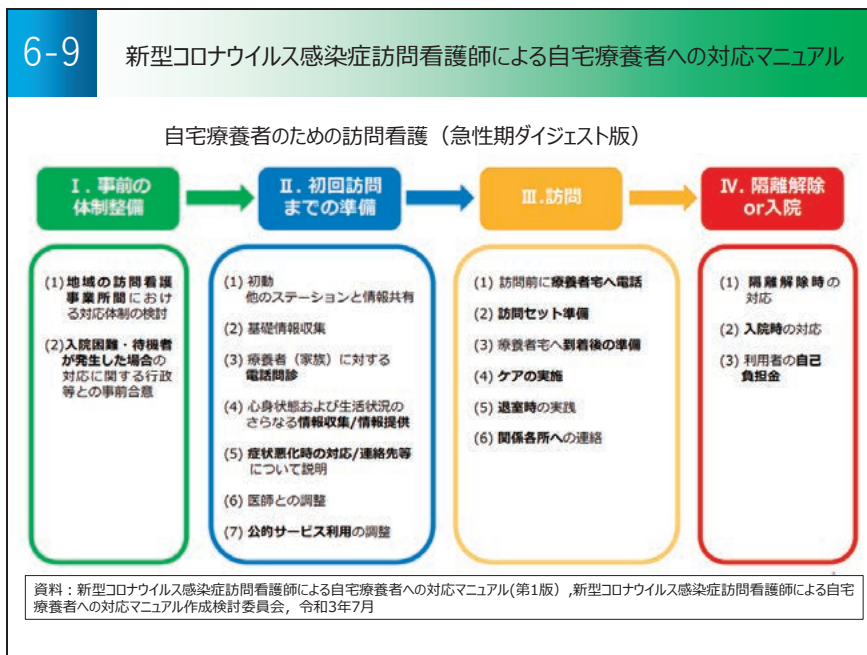 6-9
新型コロナウイルス感染症訪問看護師による自宅療養者への対応マニュアル
自宅療養者のための訪問看護（急性期ダイジェスト版）
Ⅰ．事前の
体制整備
Ⅱ．初回訪問
までの準備
Ⅲ.訪問
Ⅳ．隔離解除
or入院
(1)地域の訪問看護
事業所間におけ
る対応体制の検討
(2)入院困難・待機者
が発生した場合の
対応に関する行政
等との事前合意
(1) 初動
他のステーションと情報共有
(2) 基礎情報収集
(3) 療養者（家族）に対する
電話問診
(4) 心身状態および生活状況の
さらなる情報収集/情報提供
(5) 症状悪化時の対応/連絡先等
について説明
(6) 医師との調整
(7) 公的サービス利用の調整
(1) 訪問前に療養者宅へ電話
(2) 訪問セット準備
(3) 療養者宅へ到着後の準備
(4) ケアの実施
(5) 退室時の実践
(6) 関係各所への連絡
(1) 隔離解除時の
対応
(2) 入院時の対応
(3) 利用者の自己
負担金
資料：新型コロナウイルス感染症訪問看護師による自宅療養者への対応マニュアル(第1版）,新型コロナウイルス感染症訪問看護師による自宅
療養者への対応マニュアル作成検討委員会，令和3年7月